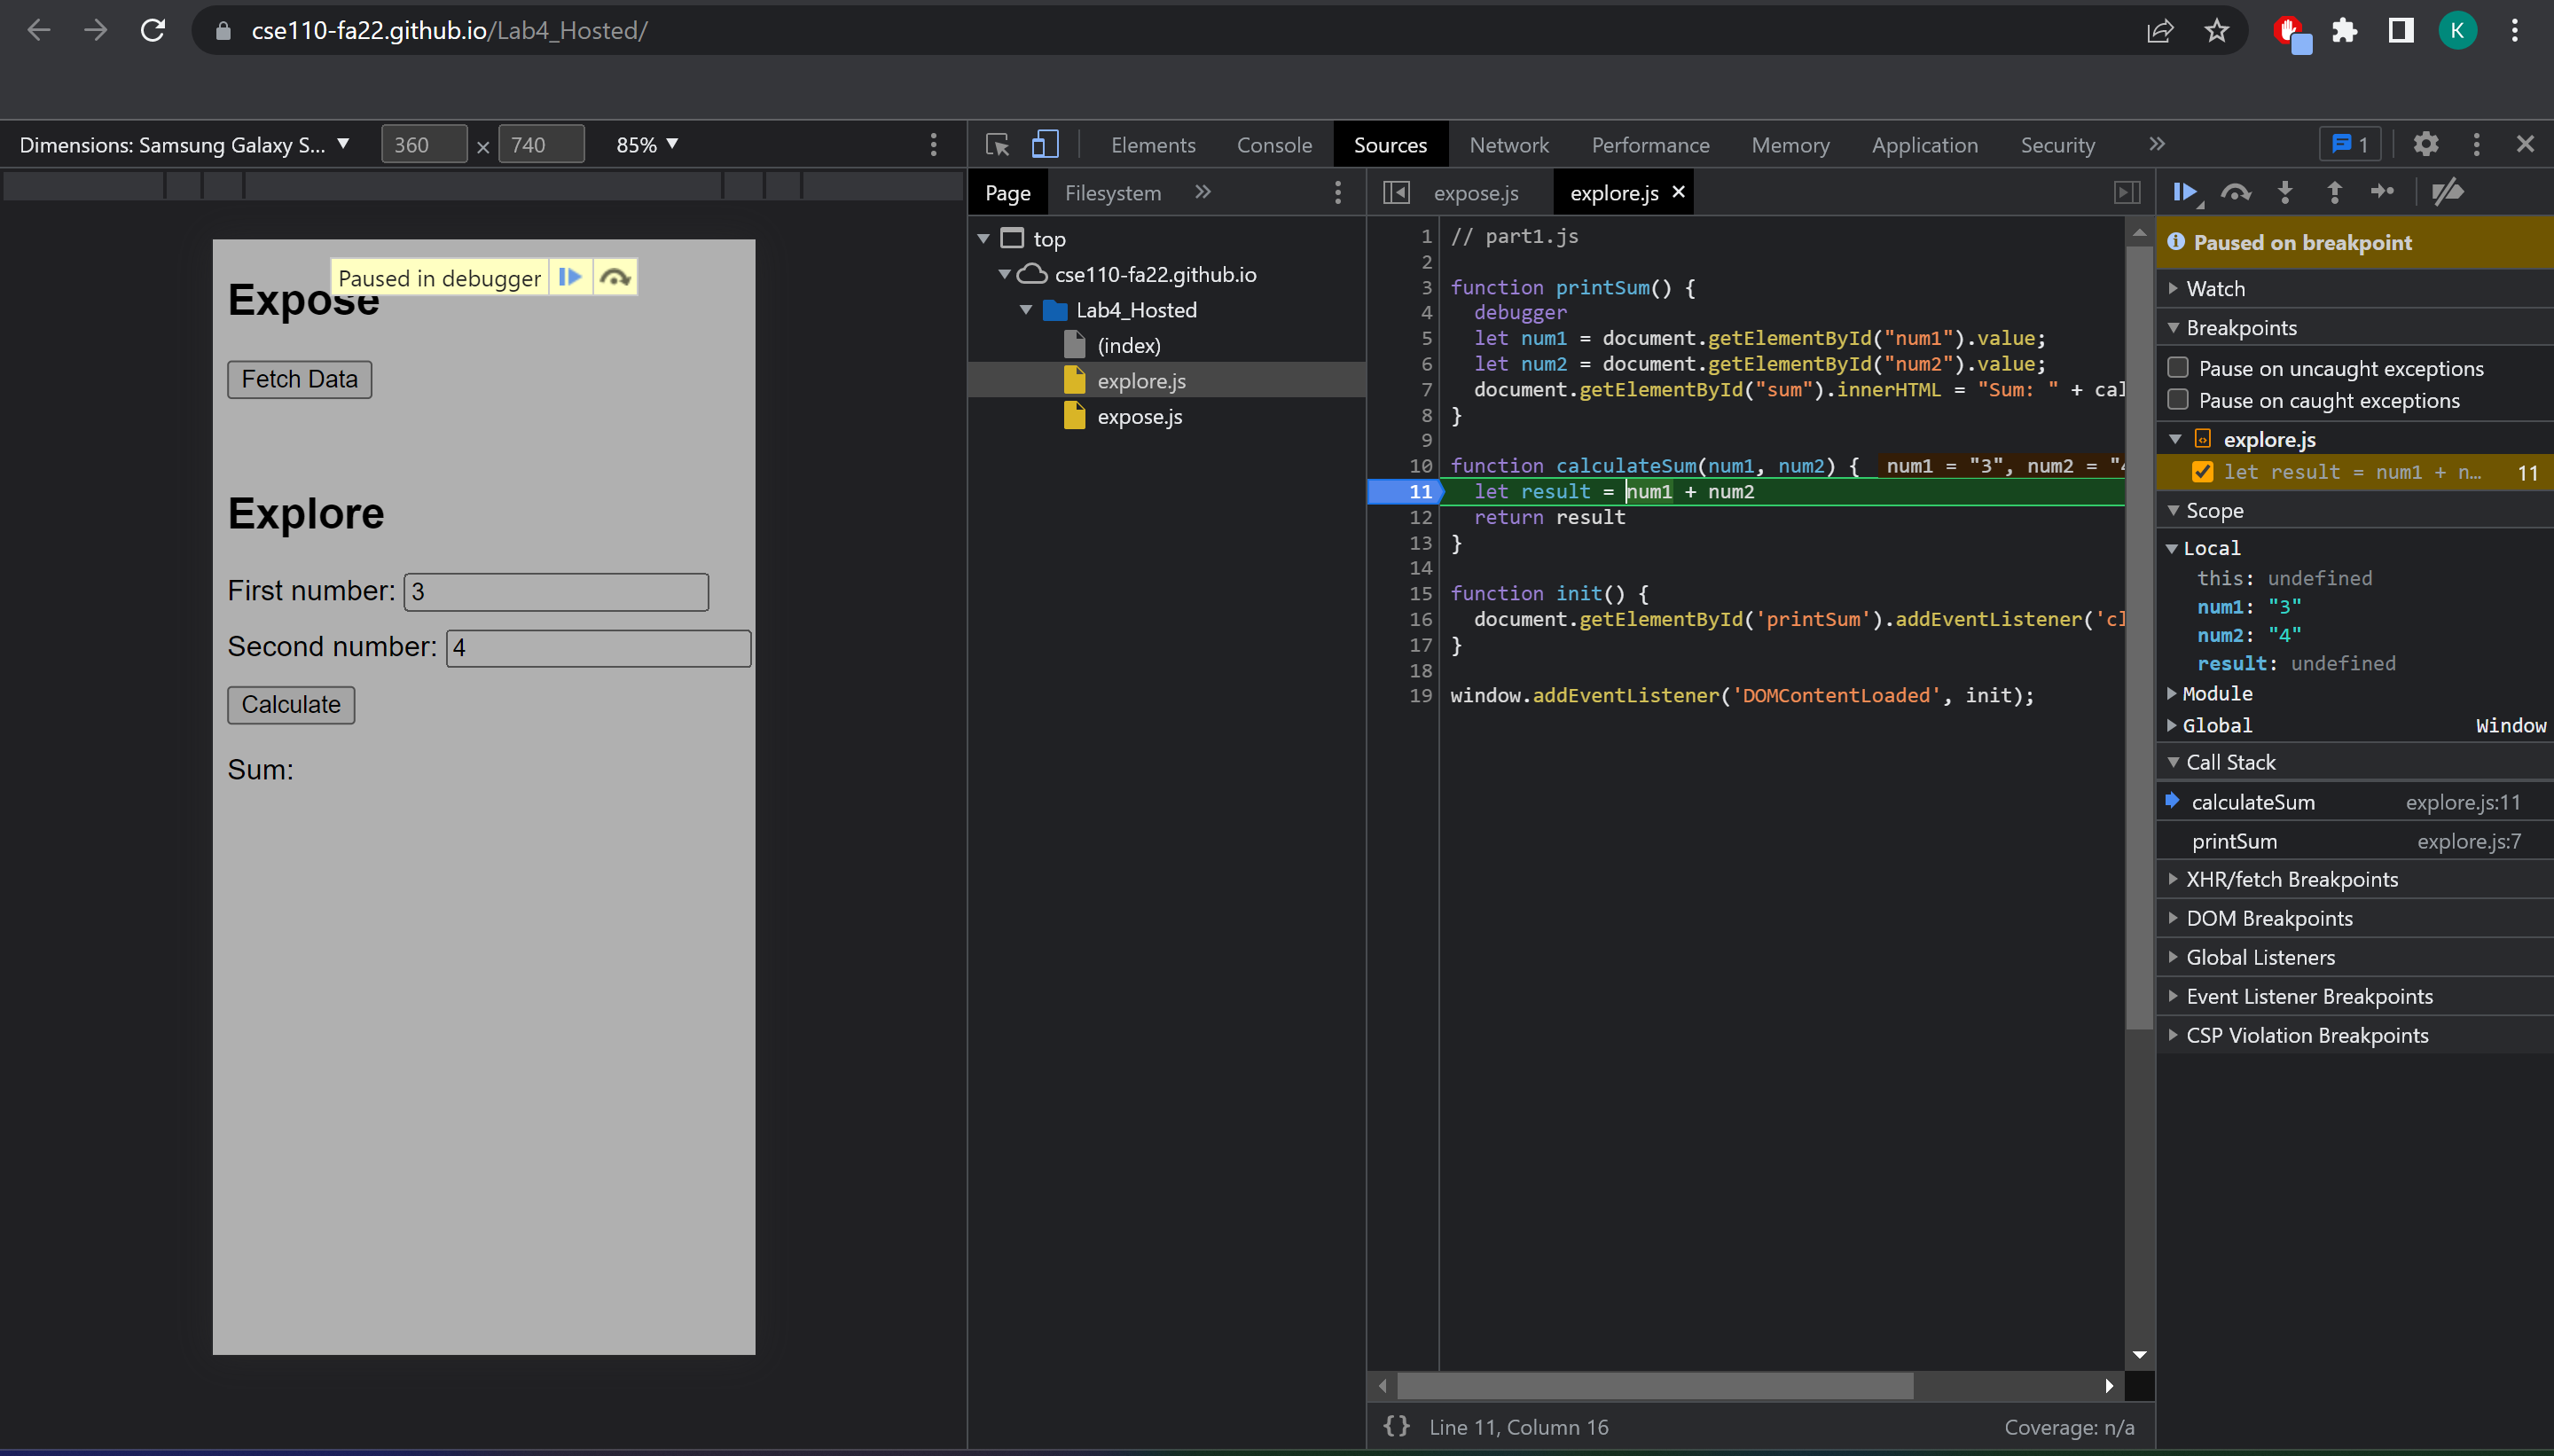 cse110-fa22.github.io/Lab4_Hosted/
K
Dimensions: Samsung Galaxy S... ▼ 360 × 740 85% ▼
Elements Console Sources Network Performance Memory Application Security » 1
Paused in debugger
Expose
Fetch Data
Explore
First number: 3
Second number: 4
Calculate
Sum:
Page Filesystem »
top
cse110-fa22.github.io
Lab4_Hosted
(index)
explore.js
expose.js
expose.js explore.js ×
1 // part1.js
2
3 function printSum() {
4 debugger
5 let num1 = document.getElementById("num1").value;
6 let num2 = document.getElementById("num2").value;
7 document.getElementById("sum").innerHTML = "Sum: " + cal
8 }
9
10 function calculateSum(num1, num2) { num1 = "3", num2 = "4
11 let result = num1 + num2
12 return result
13 }
14
15 function init() {
16 document.getElementById('printSum').addEventListener('cl
17 }
18
19 window.addEventListener('DOMContentLoaded', init);
{} Line 11, Column 16 Coverage: n/a
Paused on breakpoint
Watch
Breakpoints
Pause on uncaught exceptions
Pause on caught exceptions
explore.js
let result = num1 + n... 11
Scope
Local
this: undefined
num1: "3"
num2: "4"
result: undefined
Module
Global Window
Call Stack
calculateSum explore.js:11
printSum explore.js:7
XHR/fetch Breakpoints
DOM Breakpoints
Global Listeners
Event Listener Breakpoints
CSP Violation Breakpoints